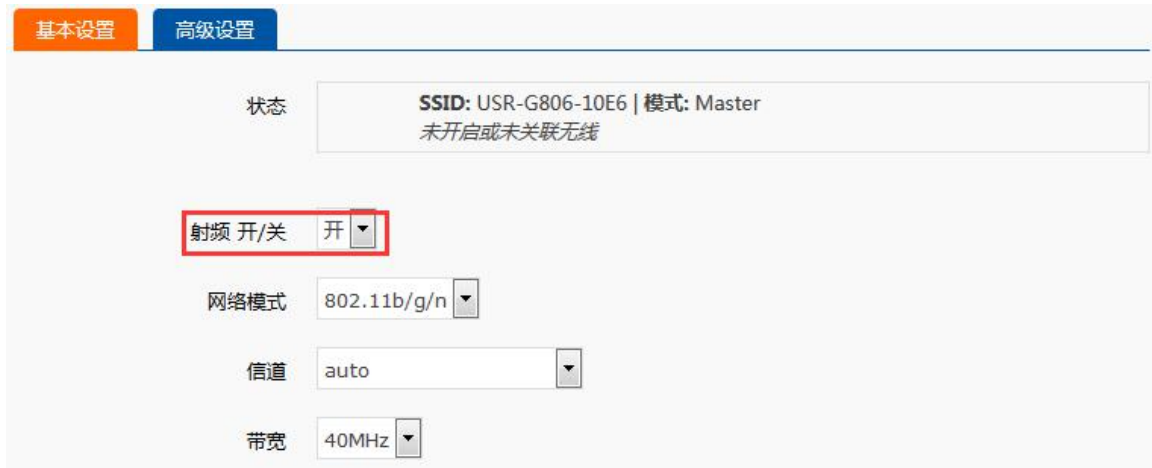 基本设置 高级设置
状态 SSID: USR-G806-10E6 | 模式: Master
未开启或未关联无线
射频 开/关 开
网络模式 802.11b/g/n
信道 auto
带宽 40MHz